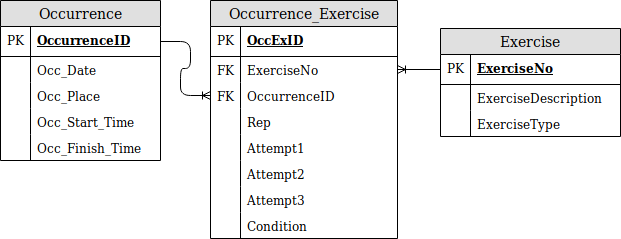 Occurrence
PK OccurrenceID
Occ_Date
Occ_Place
Occ_Start_Time
Occ_Finish_Time
Occurrence_Exercise
PK OccExID
FK ExerciseNo
FK OccurrenceID
Rep
Attempt1
Attempt2
Attempt3
Condition
Exercise
PK ExerciseNo
ExerciseDescription
ExerciseType